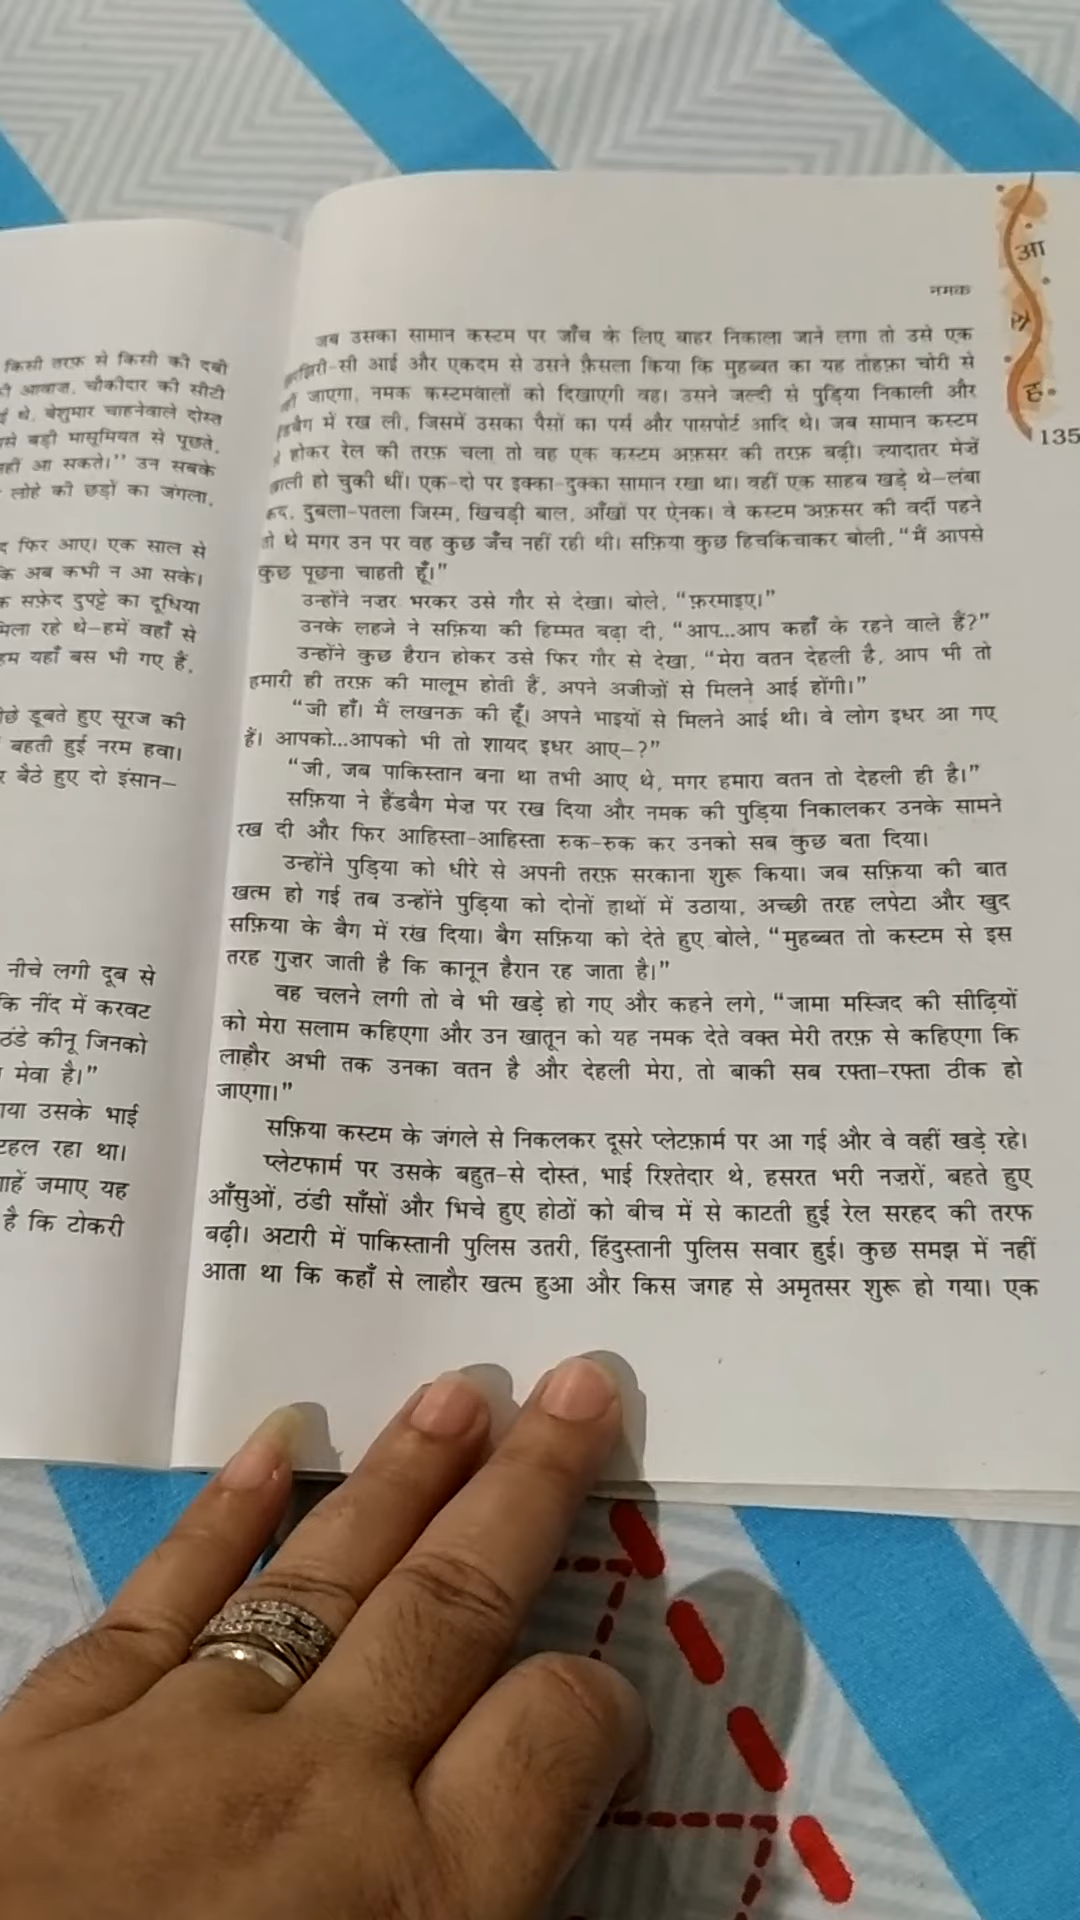 किसी तरफ़ से किसी की दबी
आवाज़, चौकीदार की सीटी
थे, बेशुमार चाहनेवाले दोस्त
बड़ी मासूमियत से पूछते,
आ सकते।” उन सबके
लोहे की छड़ों का जंगला,
फिर आए। एक साल से
अब कभी न आ सके।
सफ़ेद दुपट्टे का दूधिया
रहे थे–हमें वहाँ से
यहाँ बस भी गए हैं,
डूबते हुए सूरज की
बहती हुई नरम हवा।
बैठे हुए दो इंसान–
नीचे लगी दूब से
नींद में करवट
ठंडे कीनू जिनको
मेवा है।”
उसके भाई
टहल रहा था।
जमाए यह
है कि टोकरी
नमक
जब उसका सामान कस्टम पर जाँच के लिए बाहर निकाला जाने लगा तो उसे एक
झिरझिरी-सी आई और एकदम से उसने फ़ैसला किया कि मुहब्बत का यह तोहफ़ा चोरी से
जाएगा, नमक कस्टमवालों को दिखाएगी वह। उसने जल्दी से पुड़िया निकाली और
हैंडबैग में रख ली, जिसमें उसका पैसों का पर्स और पासपोर्ट आदि थे। जब सामान कस्टम
होकर रेल की तरफ़ चला तो वह एक कस्टम अफ़सर की तरफ़ बढ़ी। ज़्यादातर मेज़ें
खाली हो चुकी थीं। एक-दो पर इक्का-दुक्का सामान रखा था। वहीं एक साहब खड़े थे–लंबा
कद, दुबला-पतला जिस्म, खिचड़ी बाल, आँखों पर ऐनक। वे कस्टम अफ़सर की वर्दी पहने
तो थे मगर उन पर वह कुछ जँच नहीं रही थी। सफ़िया कुछ हिचकिचाकर बोली, “मैं आपसे
कुछ पूछना चाहती हूँ।”
उन्होंने नज़र भरकर उसे गौर से देखा। बोले, “फ़रमाइए।”
उनके लहजे ने सफ़िया की हिम्मत बढ़ा दी, “आप...आप कहाँ के रहने वाले हैं?”
उन्होंने कुछ हैरान होकर उसे फिर गौर से देखा, “मेरा वतन देहली है, आप भी तो
हमारी ही तरफ़ की मालूम होती हैं, अपने अज़ीज़ों से मिलने आई होंगी।”
“जी हाँ। मैं लखनऊ की हूँ। अपने भाइयों से मिलने आई थी। वे लोग इधर आ गए
हैं। आपको...आपको भी तो शायद इधर आए–?”
“जी, जब पाकिस्तान बना था तभी आए थे, मगर हमारा वतन तो देहली ही है।”
सफ़िया ने हैंडबैग मेज़ पर रख दिया और नमक की पुड़िया निकालकर उनके सामने
रख दी और फिर आहिस्ता-आहिस्ता रुक-रुक कर उनको सब कुछ बता दिया।
उन्होंने पुड़िया को धीरे से अपनी तरफ़ सरकाना शुरू किया। जब सफ़िया की बात
खत्म हो गई तब उन्होंने पुड़िया को दोनों हाथों में उठाया, अच्छी तरह लपेटा और खुद
सफ़िया के बैग में रख दिया। बैग सफ़िया को देते हुए बोले, “मुहब्बत तो कस्टम से इस
तरह गुज़र जाती है कि कानून हैरान रह जाता है।”
वह चलने लगी तो वे भी खड़े हो गए और कहने लगे, “जामा मस्जिद की सीढ़ियों
को मेरा सलाम कहिएगा और उन खातून को यह नमक देते वक्त मेरी तरफ़ से कहिएगा कि
लाहौर अभी तक उनका वतन है और देहली मेरा, तो बाकी सब रफ्ता-रफ्ता ठीक हो
जाएगा।”
सफ़िया कस्टम के जंगले से निकलकर दूसरे प्लेटफ़ार्म पर आ गई और वे वहीं खड़े रहे।
प्लेटफार्म पर उसके बहुत-से दोस्त, भाई रिश्तेदार थे, हसरत भरी नज़रों, बहते हुए
आँसुओं, ठंडी साँसों और भिचे हुए होठों को बीच में से काटती हुई रेल सरहद की तरफ
बढ़ी। अटारी में पाकिस्तानी पुलिस उतरी, हिंदुस्तानी पुलिस सवार हुई। कुछ समझ में नहीं
आता था कि कहाँ से लाहौर खत्म हुआ और किस जगह से अमृतसर शुरू हो गया। एक
आ
रो
ह
135